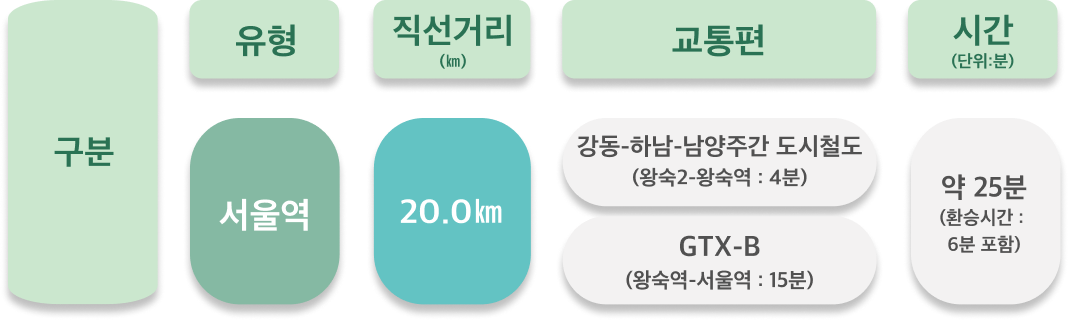 구분
유형
직선거리
(㎞)
교통편
시간
(단위:분)
서울역
20.0㎞
강동-하남-남양주간 도시철도
(왕숙2-왕숙역 : 4분)
GTX-B
(왕숙역-서울역 : 15분)
약 25분
(환승시간 :
6분 포함)